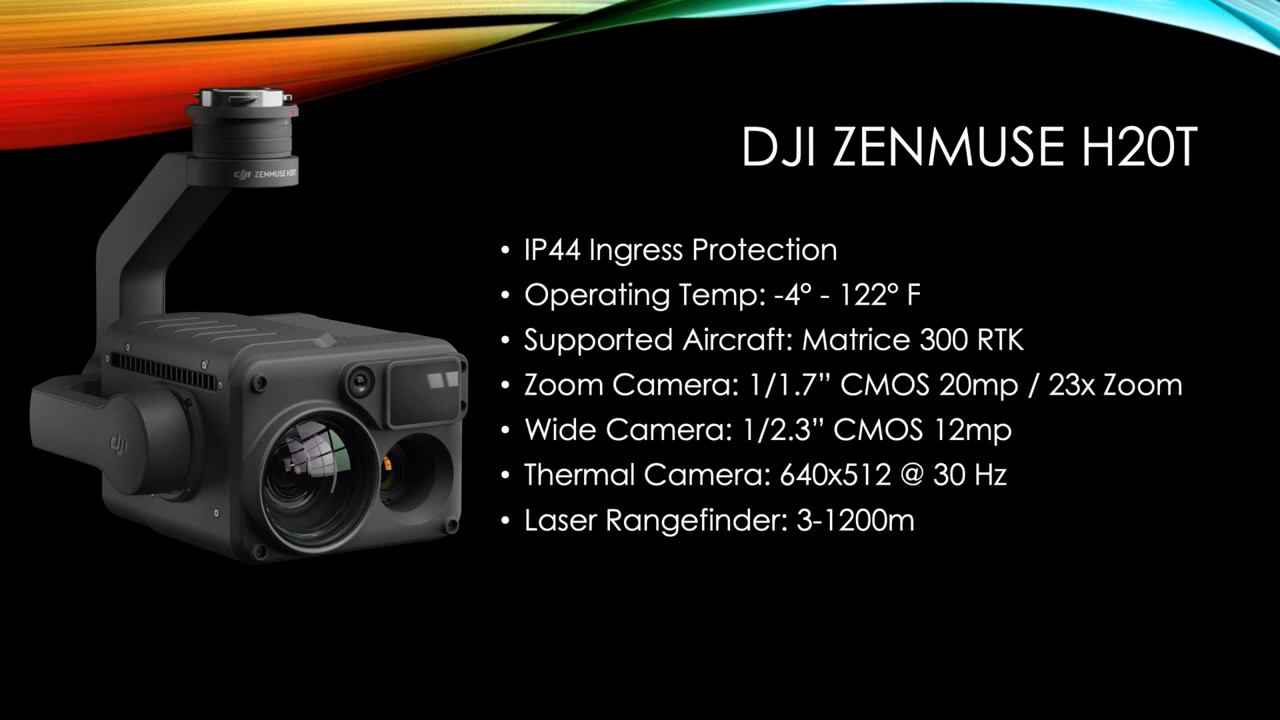 DJI ZENMUSE H20T
dji ZENMUSE H20T
• IP44 Ingress Protection
• Operating Temp: -4° - 122° F
• Supported Aircraft: Matrice 300 RTK
• Zoom Camera: 1/1.7” CMOS 20mp / 23x Zoom
• Wide Camera: 1/2.3” CMOS 12mp
• Thermal Camera: 640x512 @ 30 Hz
• Laser Rangefinder: 3-1200m
dji